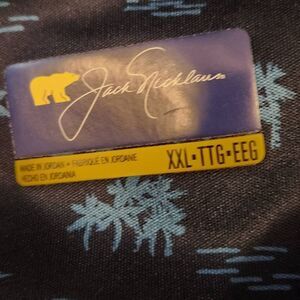 Jack Nicklaus
MADE IN JORDAN • FABRIQUÉ EN JORDANIE
HECHO EN JORDANIA
XXL•TTG•EEG